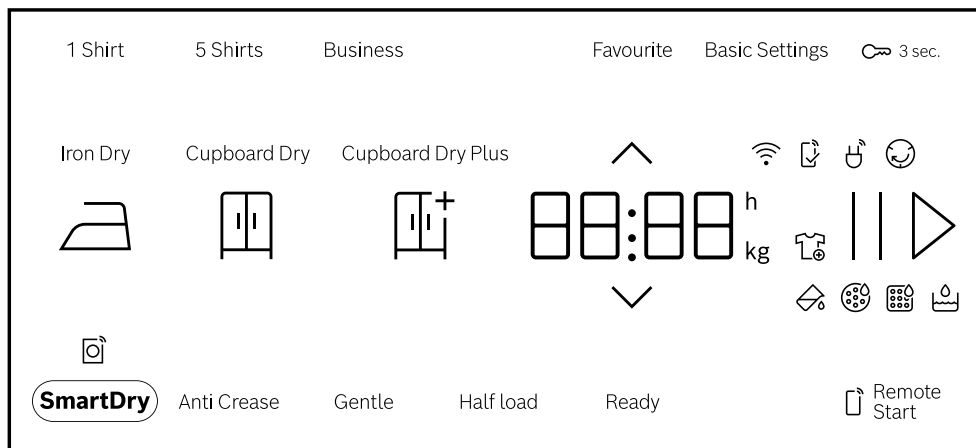 1 Shirt 5 Shirts Business Favourite Basic Settings 3 sec.
Iron Dry Cupboard Dry Cupboard Dry Plus
88:88 h
kg
SmartDry Anti Crease Gentle Half load Ready Remote
Start